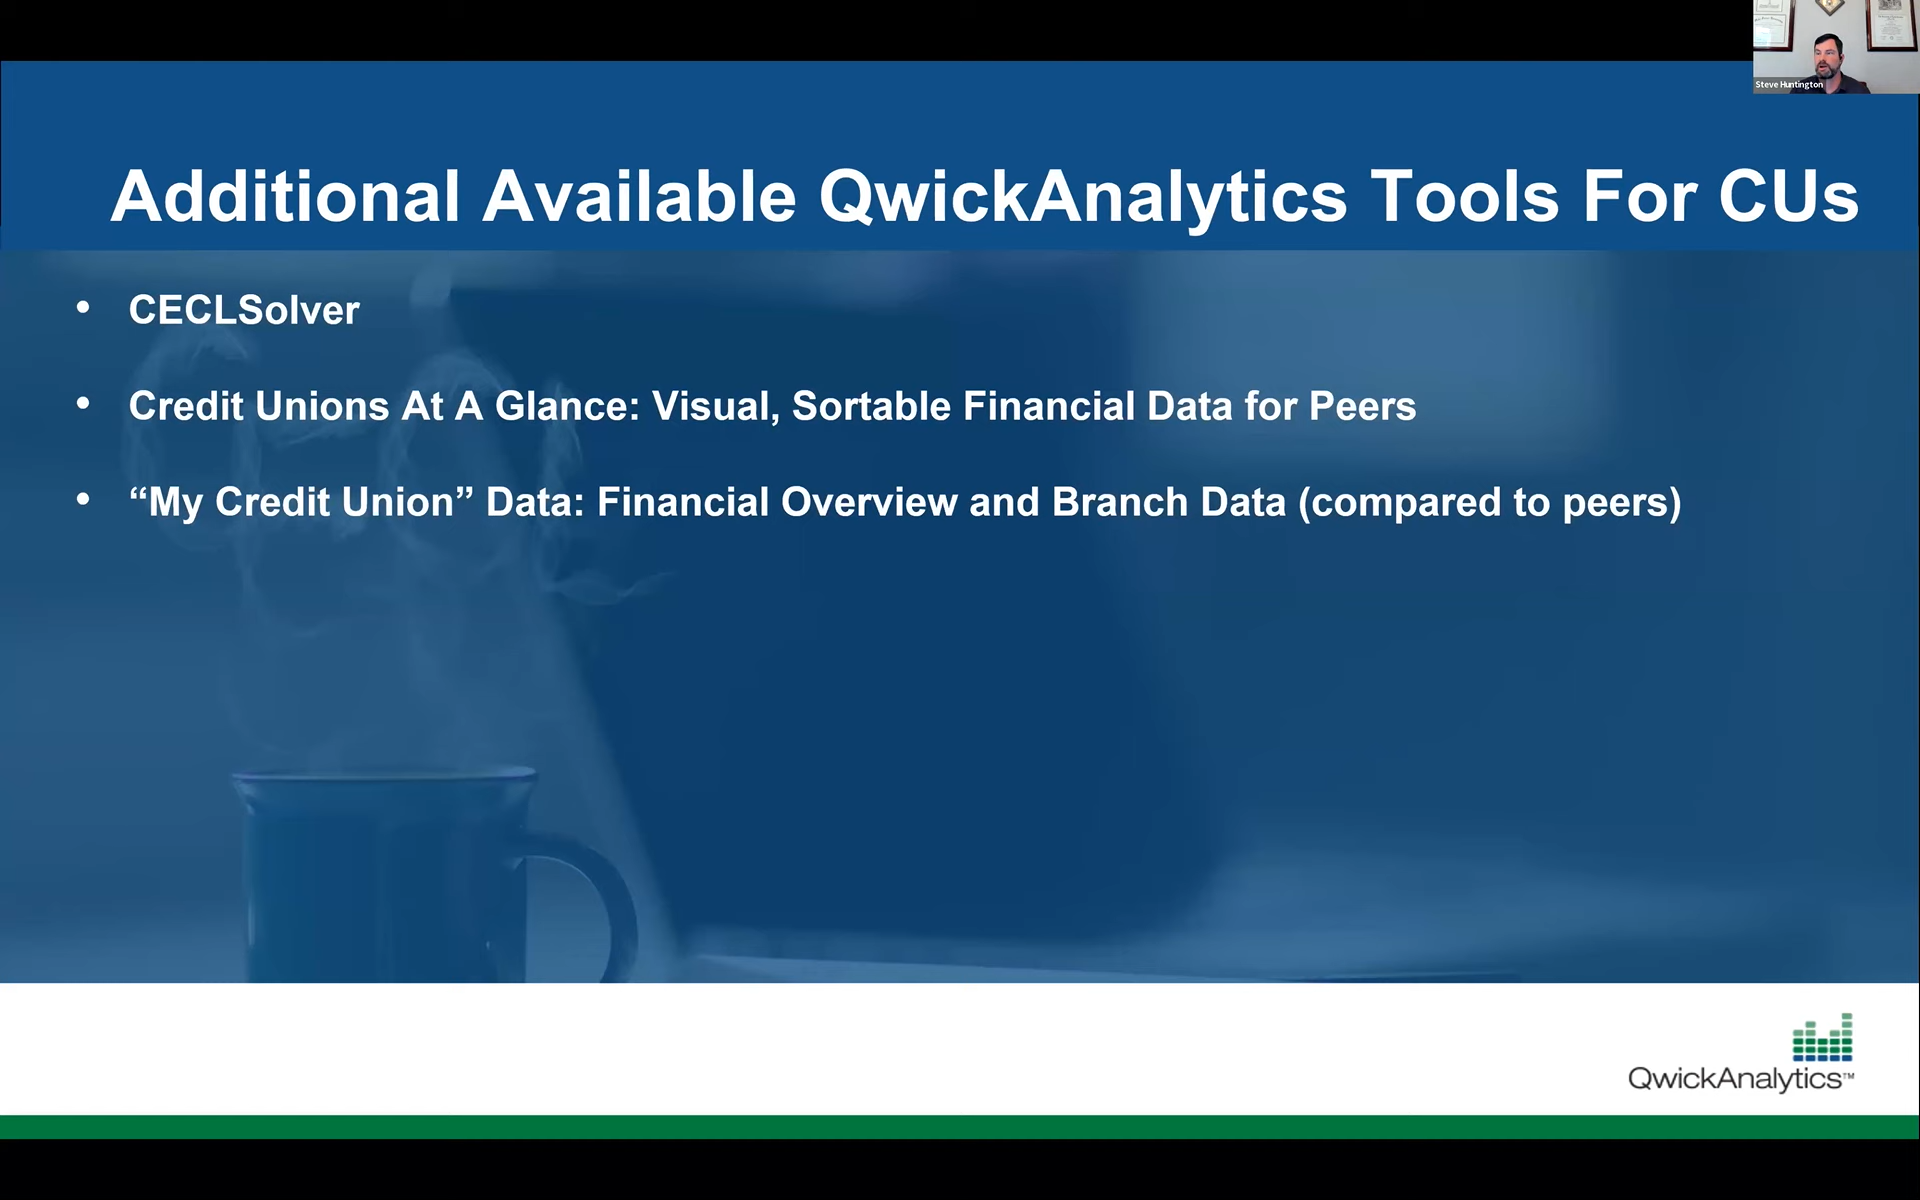 Steve Huntington
Additional Available QwickAnalytics Tools For CUs
• CECLSolver
• Credit Unions At A Glance: Visual, Sortable Financial Data for Peers
• “My Credit Union” Data: Financial Overview and Branch Data (compared to peers)
QwickAnalytics™